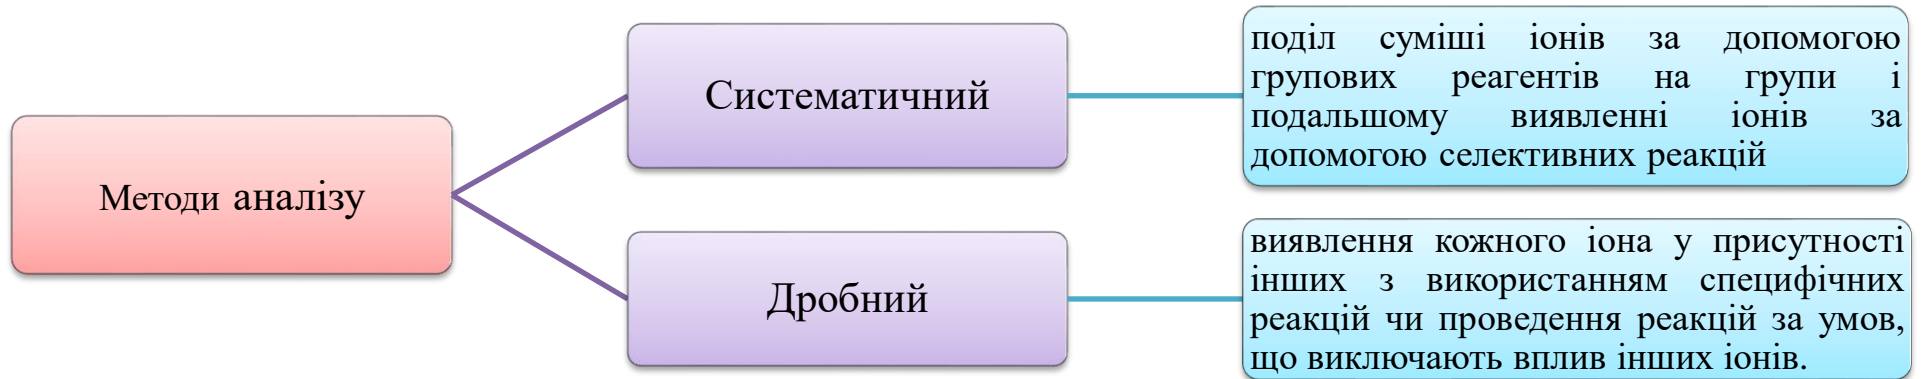 Методи аналізу
Систематичний
поділ суміші іонів за допомогою
групових реагентів на групи і
подальшому виявленні іонів за
допомогою селективних реакцій
Дробний
виявлення кожного іона у присутності
інших з використанням специфічних
реакцій чи проведення реакцій за умов,
що виключають вплив інших іонів.